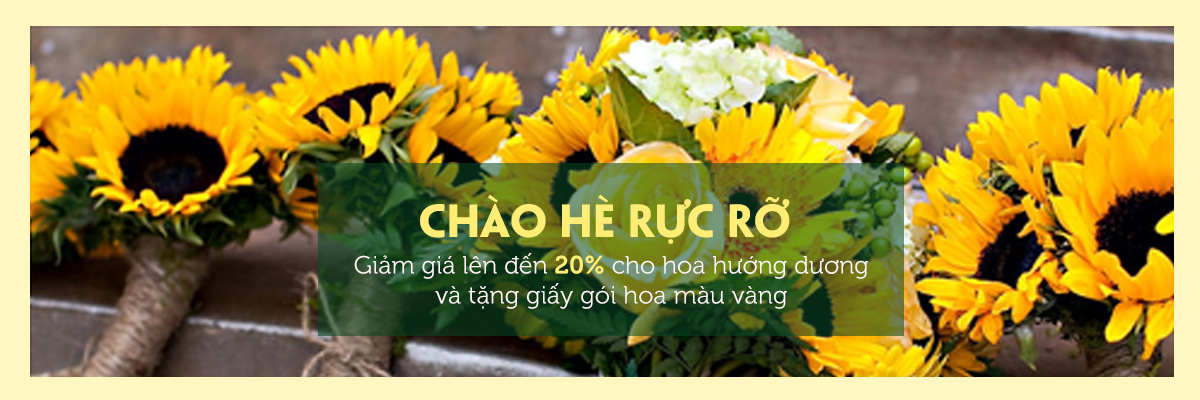 CHÀO HÈ RỰC RỠ
Giảm giá lên đến 20% cho hoa hướng dương
và tặng giấy gói hoa màu vàng